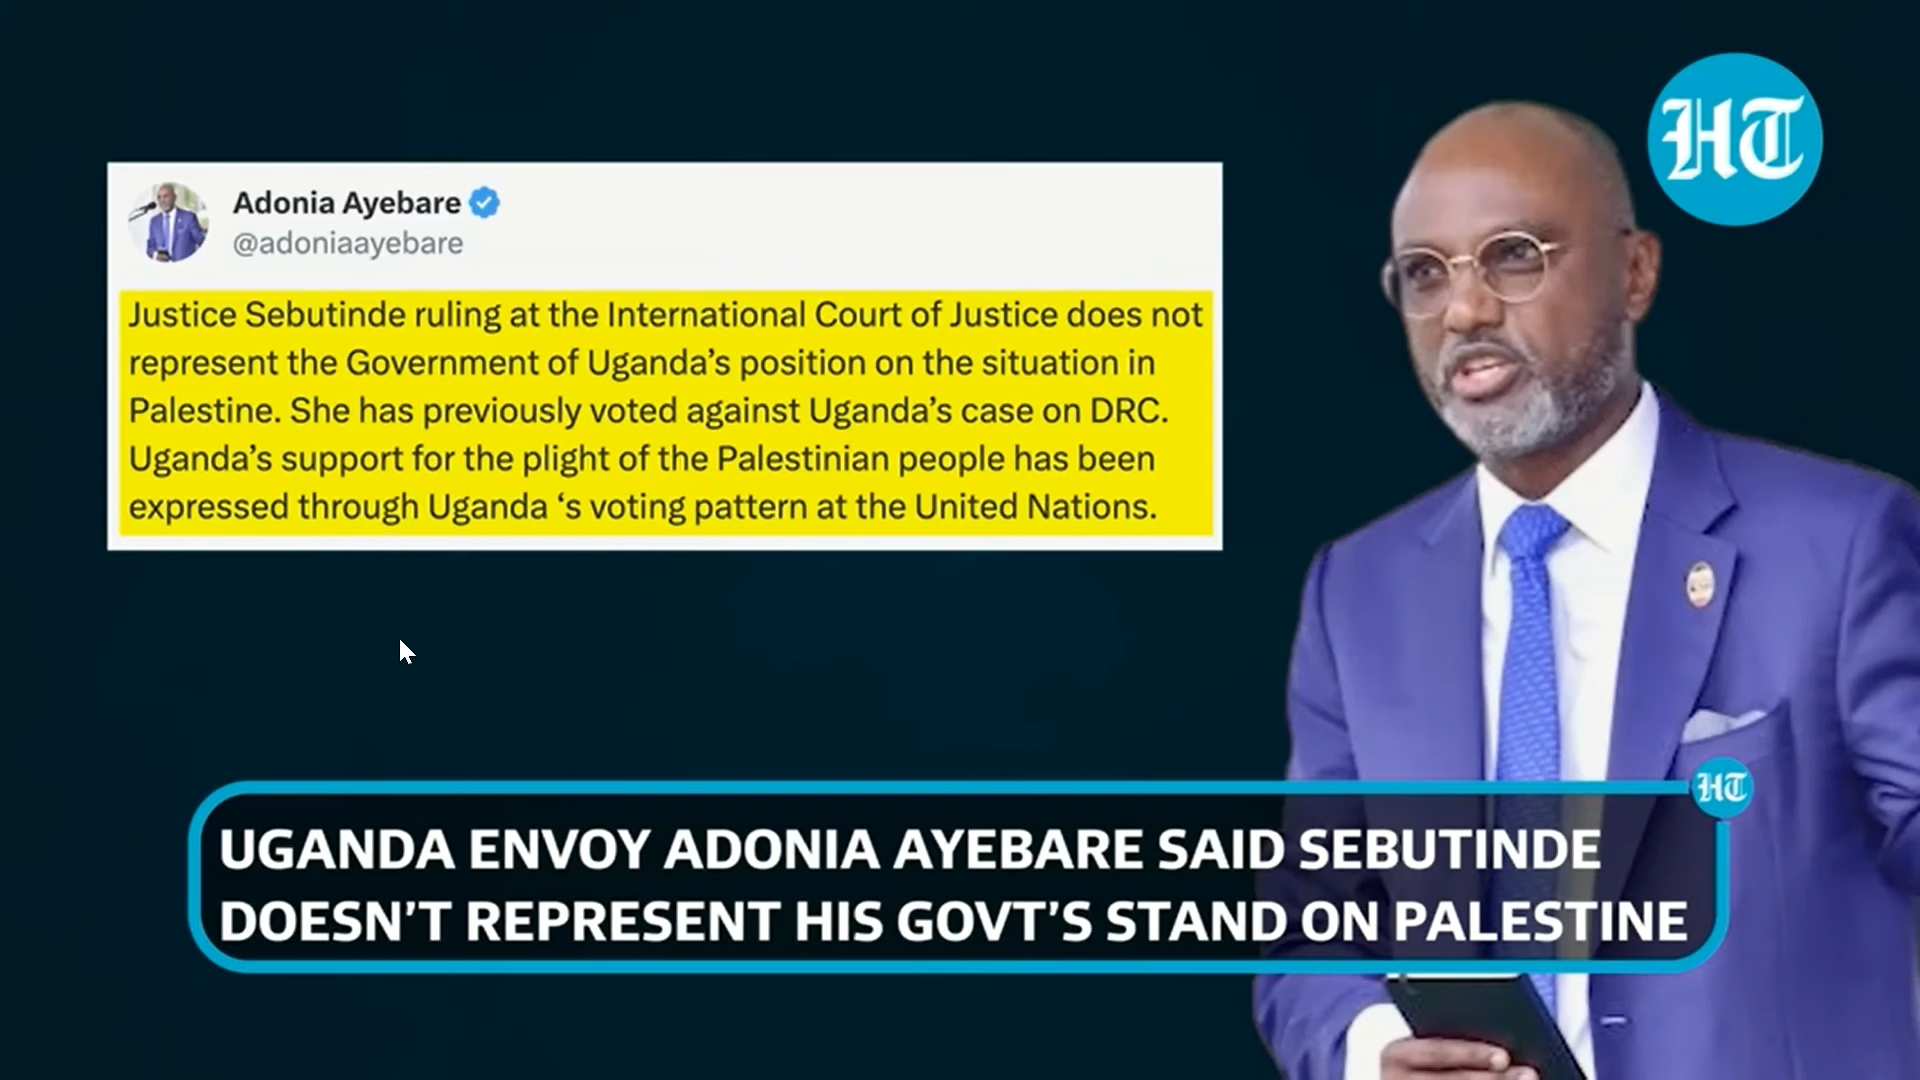 HT
Adonia Ayebare
@adoniaayebare
Justice Sebutinde ruling at the International Court of Justice does not
represent the Government of Uganda’s position on the situation in
Palestine. She has previously voted against Uganda’s case on DRC.
Uganda’s support for the plight of the Palestinian people has been
expressed through Uganda ‘s voting pattern at the United Nations.
HT
UGANDA ENVOY ADONIA AYEBARE SAID SEBUTINDE
DOESN’T REPRESENT HIS GOVT’S STAND ON PALESTINE